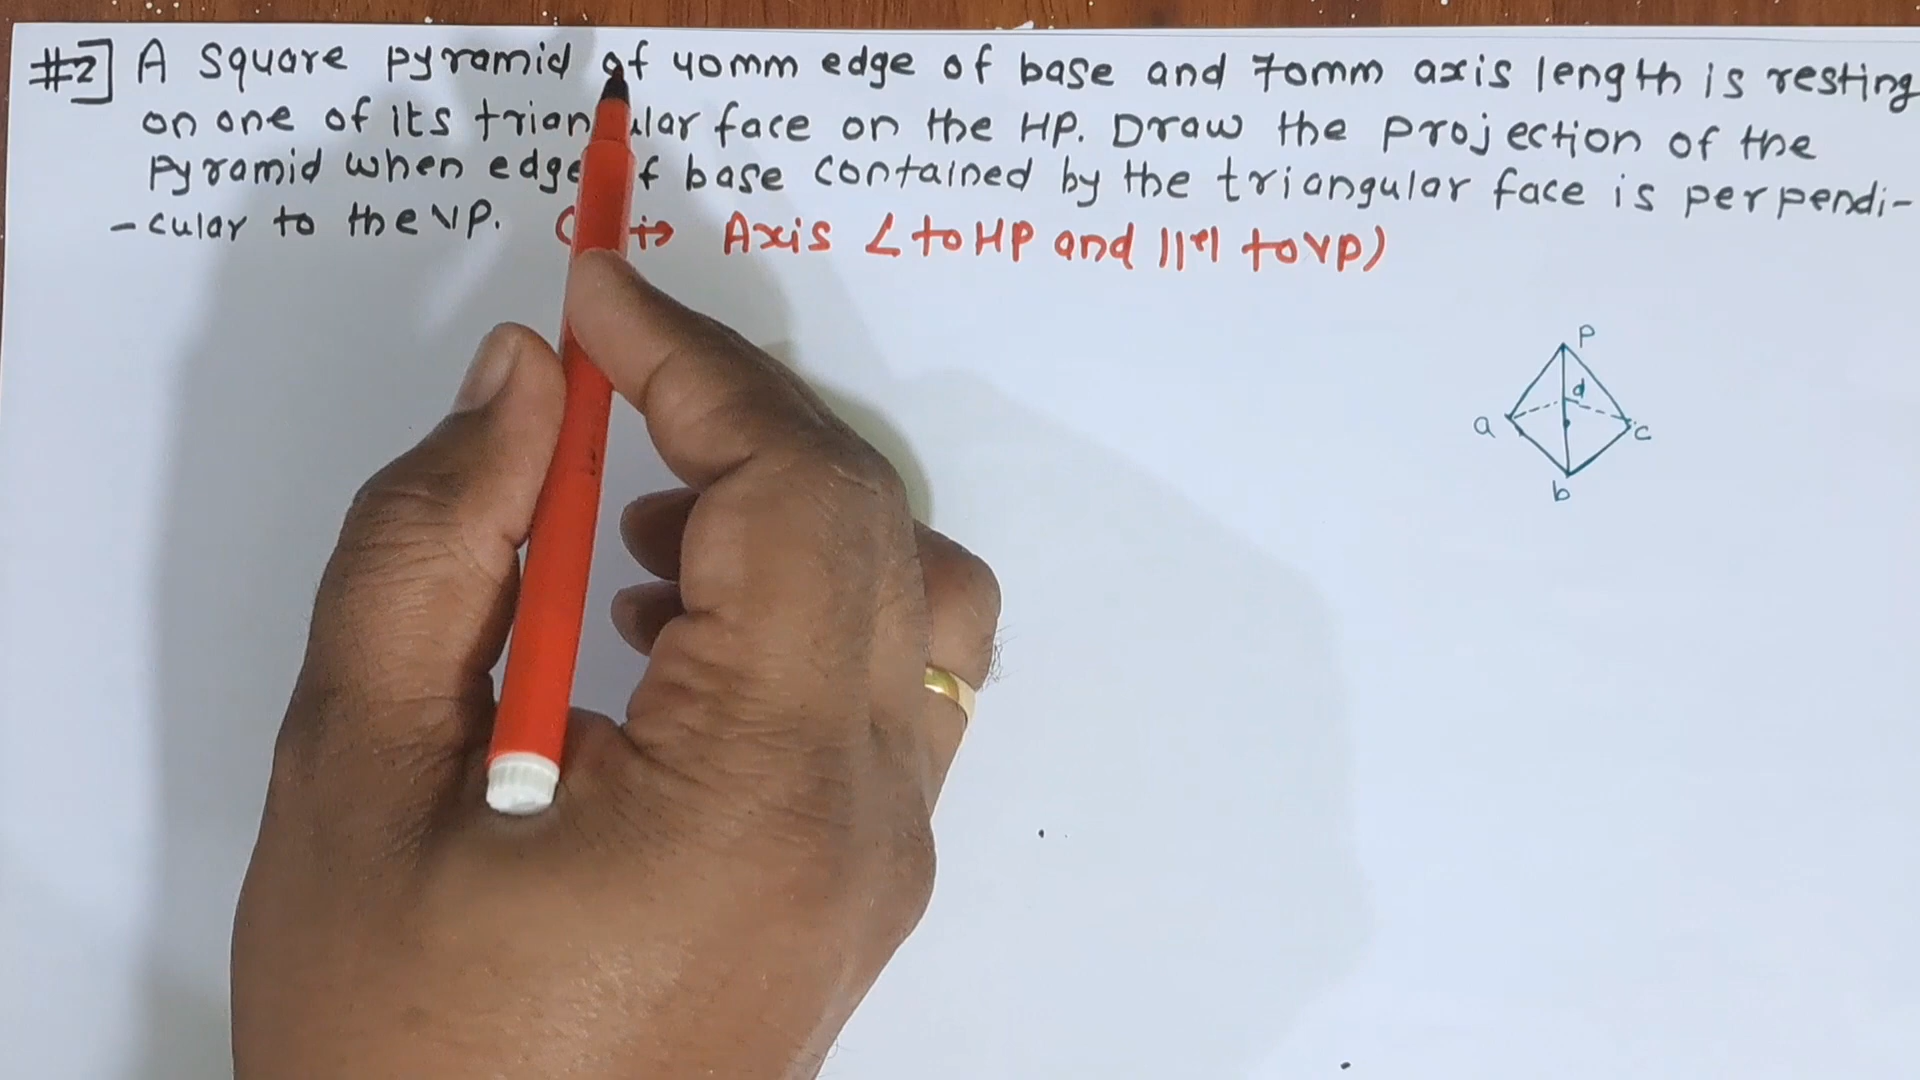 #2] A square pyramid of 40mm edge of base and 70mm axis length is resting
on one of its triangular face on the HP. Draw the projection of the
pyramid when edge of base contained by the triangular face is perpendi-
-cular to the VP. ( Axis ∠ to HP and ||el to VP)
P
d
a
c
b